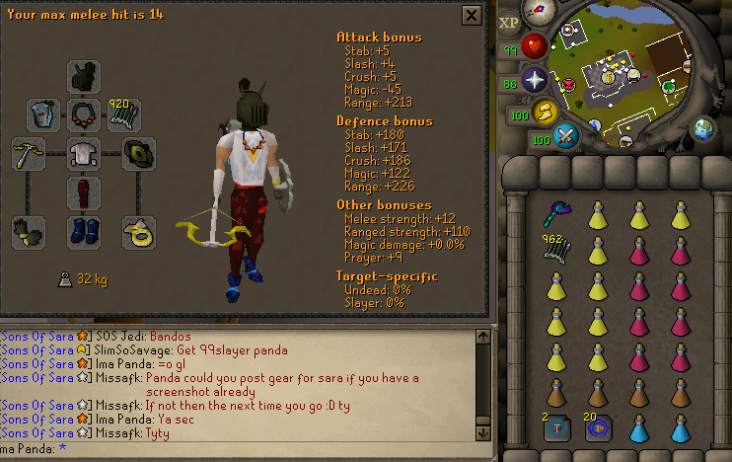 Your max melee hit is 14
XP
Attack bonus
Stab: +5
Slash: +4
Crush: +5
Magic: -45
Range: +213
Defence bonus
Stab: +180
Slash: +171
Crush: +186
Magic: +122
Range: +226
Other bonuses
Melee strength: +12
Ranged strength: +110
Magic damage: +0.0%
Prayer: +9
Target-specific
Undead: 0%
Slayer: 0%
920
32 kg
99
86
100
100
962
2
T
20
T
[Sons Of Sara ] SOS Jedi: Bandos
[Sons Of Sara ] SlimSoSavage: Get 99slayer panda
[Sons Of Sara ] Ima Panda: =o gl
[Sons Of Sara ] Missafk: Panda could you post gear for sara if you have a
screenshot already
[Sons Of Sara ] Missafk: If not then the next time you go :D ty
[Sons Of Sara ] Ima Panda: Ya sec
[Sons Of Sara ] Missafk: Tyty
ma Panda: *